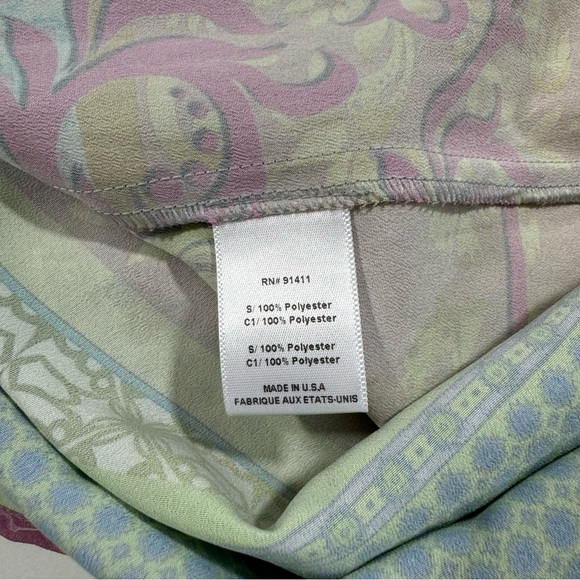 RN# 91411
S/ 100% Polyester
C1/ 100% Polyester
S/ 100% Polyester
C1/ 100% Polyester
MADE IN U.S.A
FABRIQUE AUX ETATS-UNIS